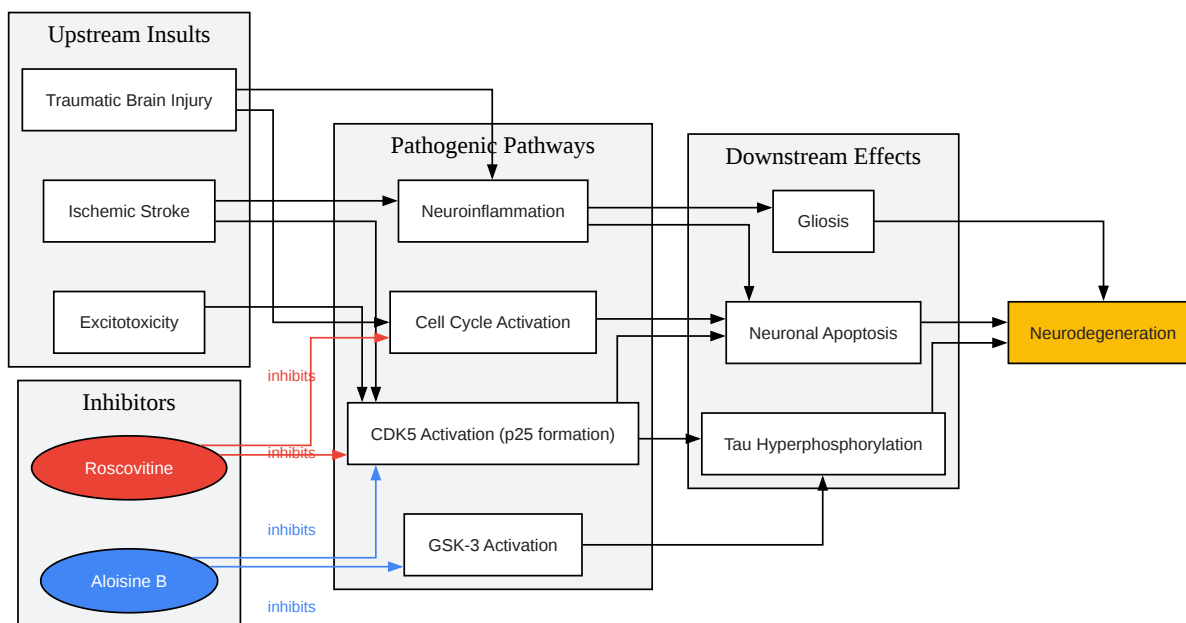 Upstream Insults
Traumatic Brain Injury
Ischemic Stroke
Excitotoxicity
Inhibitors
Roscovitine
Aloisine B
inhibits
inhibits
inhibits
inhibits
Pathogenic Pathways
Neuroinflammation
Cell Cycle Activation
CDK5 Activation (p25 formation)
GSK-3 Activation
Downstream Effects
Gliosis
Neuronal Apoptosis
Tau Hyperphosphorylation
Neurodegeneration